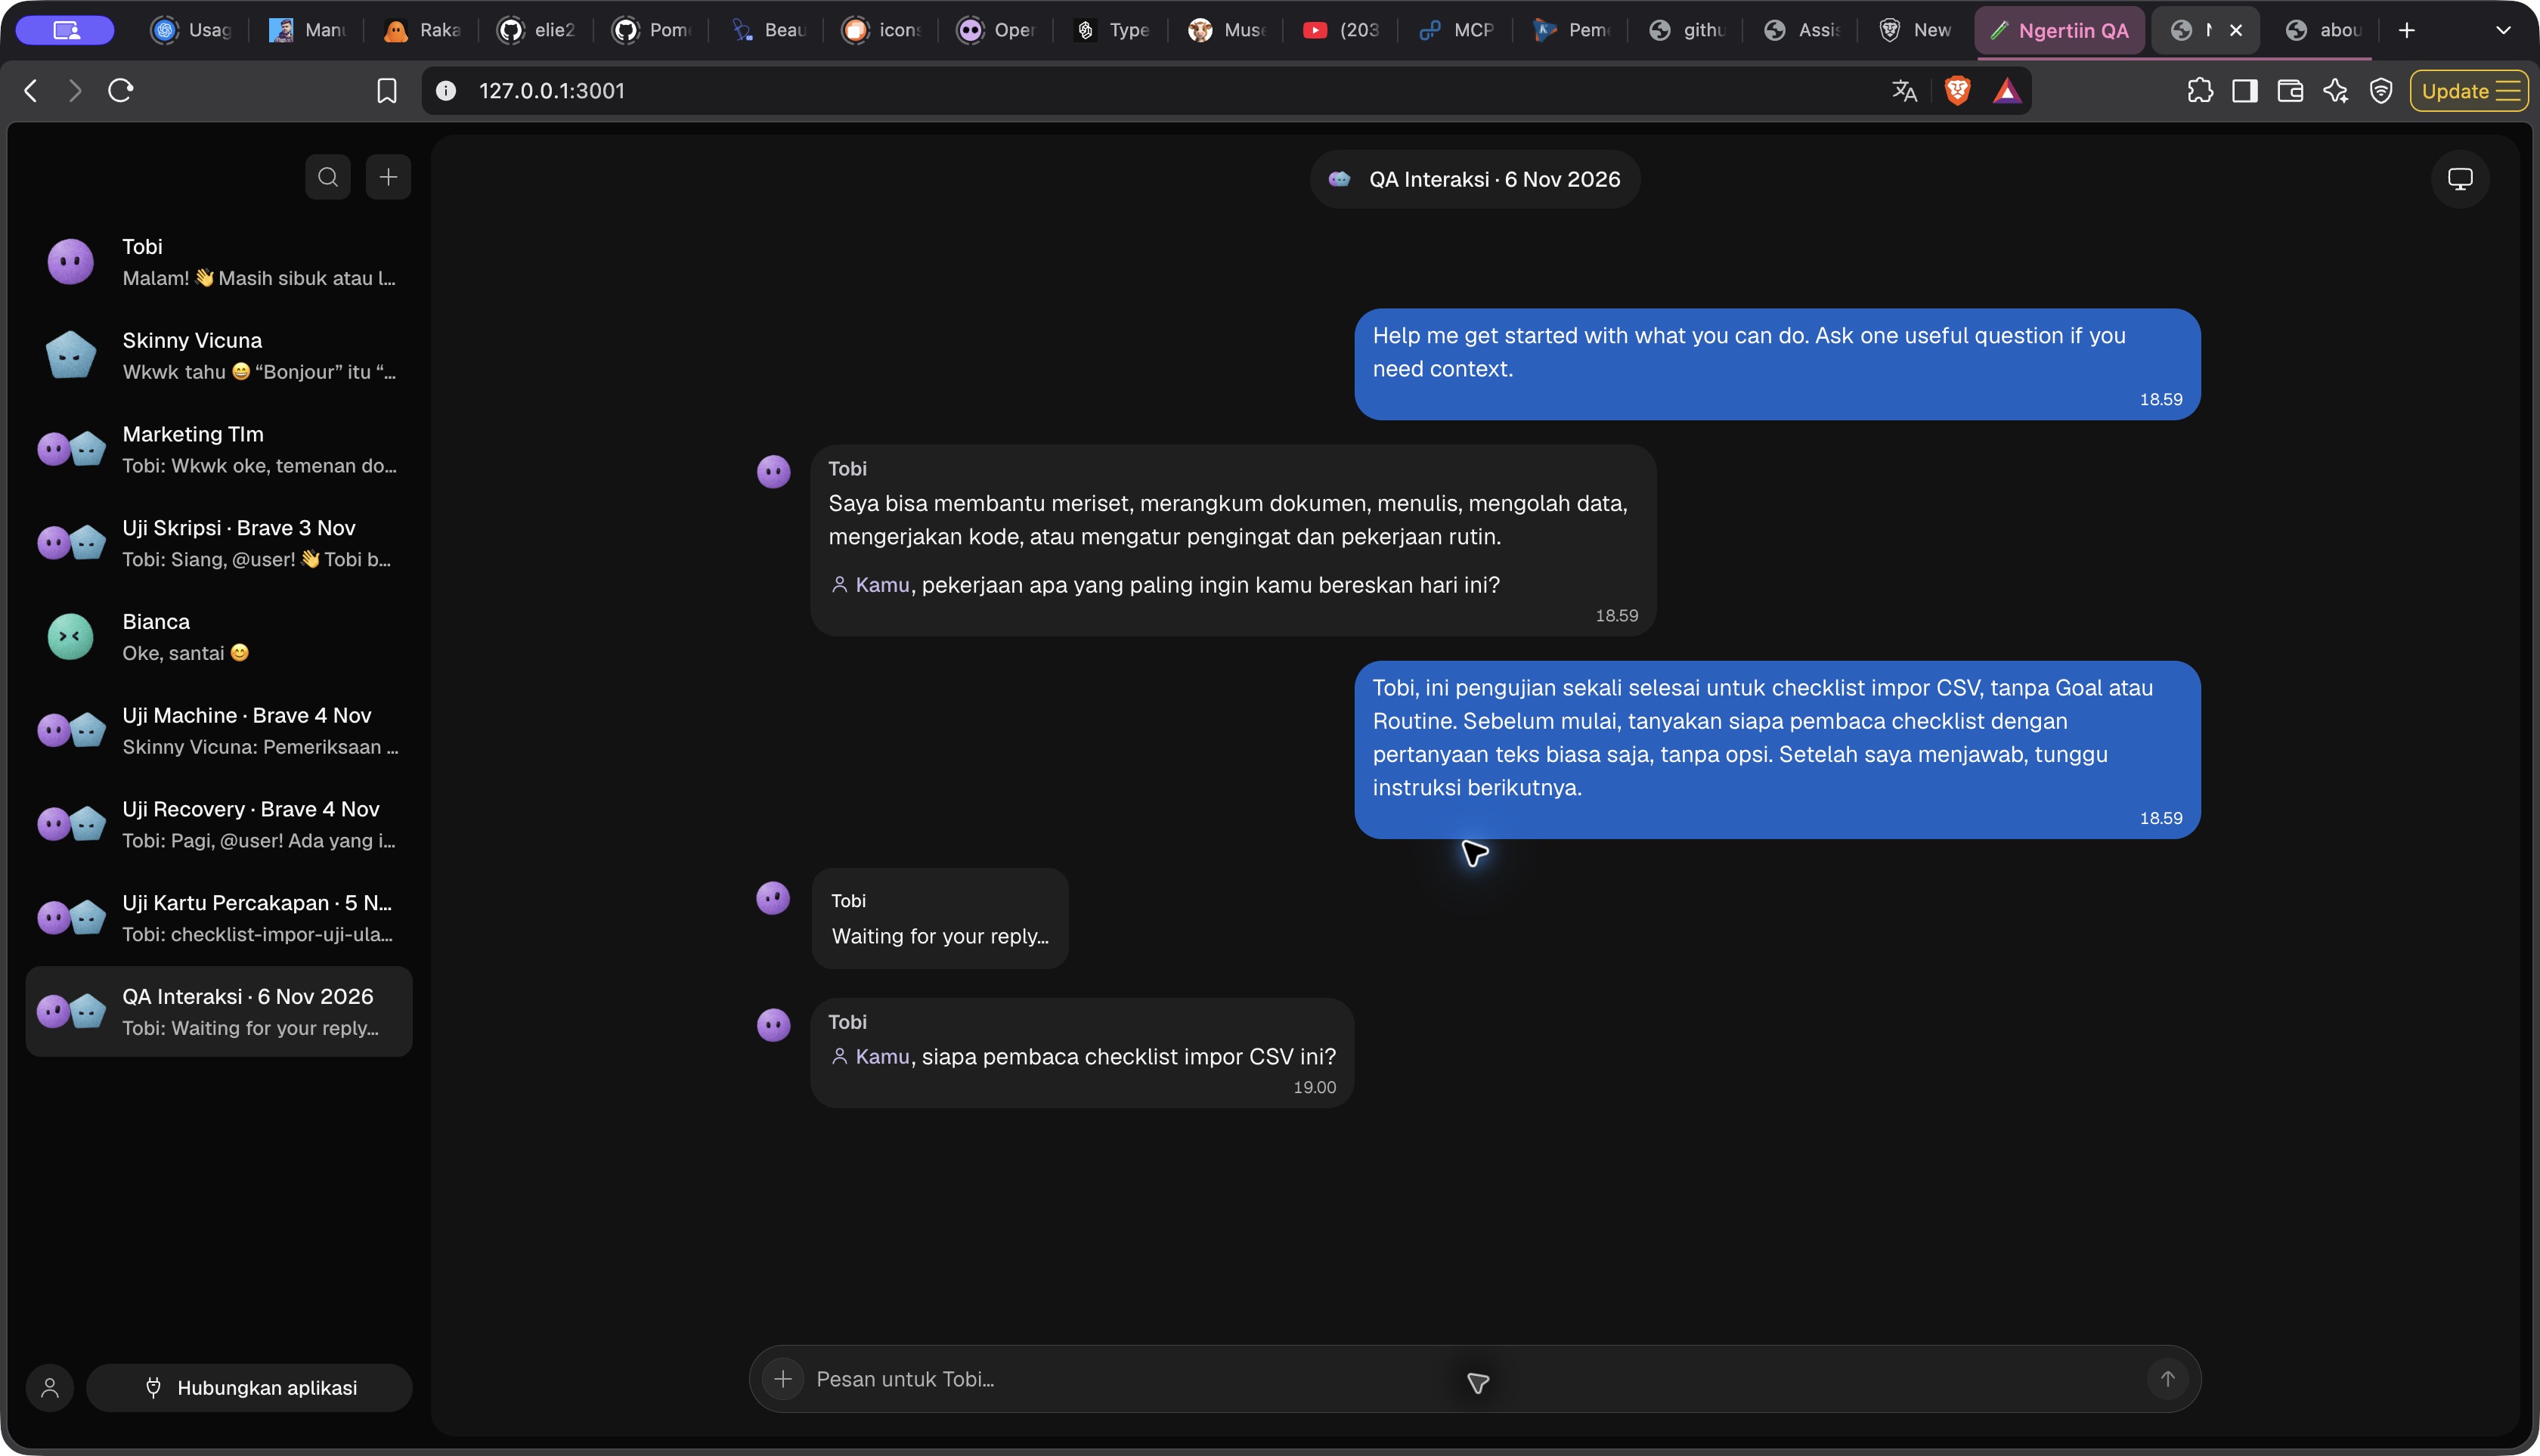 Usag
Manu
Raka
elie2
Pom
Beau
icons
Oper
Type
Muse
(203
MCP
Pem
githu
Assis
New
Ngertiin QA
abou
127.0.0.1:3001
Update
Tobi
Malam! 👋 Masih sibuk atau l…
Skinny Vicuna
Wkwk tahu 😄 “Bonjour” itu “…
Marketing TIm
Tobi: Wkwk oke, temenan do…
Uji Skripsi · Brave 3 Nov
Tobi: Siang, @user! 👋 Tobi b…
Bianca
Oke, santai 😊
Uji Machine · Brave 4 Nov
Skinny Vicuna: Pemeriksaan …
Uji Recovery · Brave 4 Nov
Tobi: Pagi, @user! Ada yang i…
Uji Kartu Percakapan · 5 N…
Tobi: checklist-impor-uji-ula…
QA Interaksi · 6 Nov 2026
Tobi: Waiting for your reply…
Hubungkan aplikasi
QA Interaksi · 6 Nov 2026
Help me get started with what you can do. Ask one useful question if you
need context.
18.59
Tobi
Saya bisa membantu meriset, merangkum dokumen, menulis, mengolah data,
mengerjakan kode, atau mengatur pengingat dan pekerjaan rutin.
Kamu, pekerjaan apa yang paling ingin kamu bereskan hari ini?
18.59
Tobi, ini pengujian sekali selesai untuk checklist impor CSV, tanpa Goal atau
Routine. Sebelum mulai, tanyakan siapa pembaca checklist dengan
pertanyaan teks biasa saja, tanpa opsi. Setelah saya menjawab, tunggu
instruksi berikutnya.
18.59
Tobi
Waiting for your reply…
Tobi
Kamu, siapa pembaca checklist impor CSV ini?
19.00
Pesan untuk Tobi…